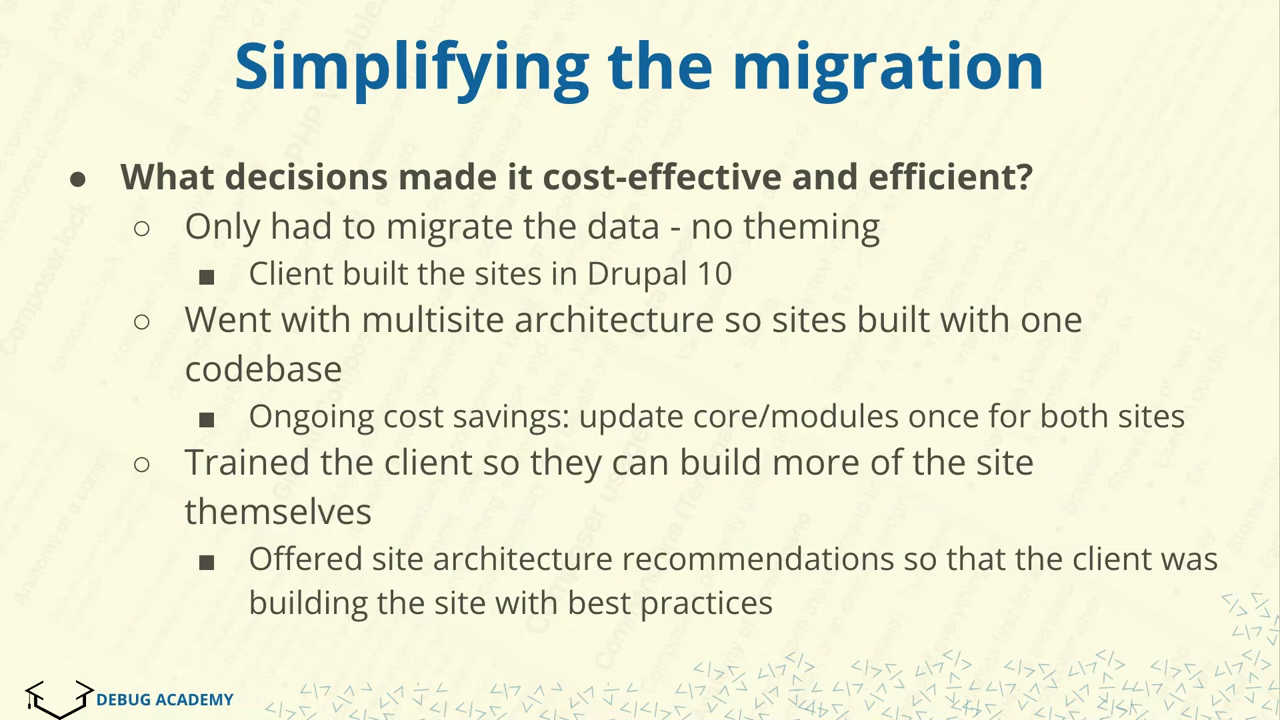 Simplifying the migration
● What decisions made it cost-effective and efficient?
○ Only had to migrate the data - no theming
■ Client built the sites in Drupal 10
○ Went with multisite architecture so sites built with one
codebase
■ Ongoing cost savings: update core/modules once for both sites
○ Trained the client so they can build more of the site
themselves
■ Offered site architecture recommendations so that the client was
building the site with best practices
DEBUG ACADEMY